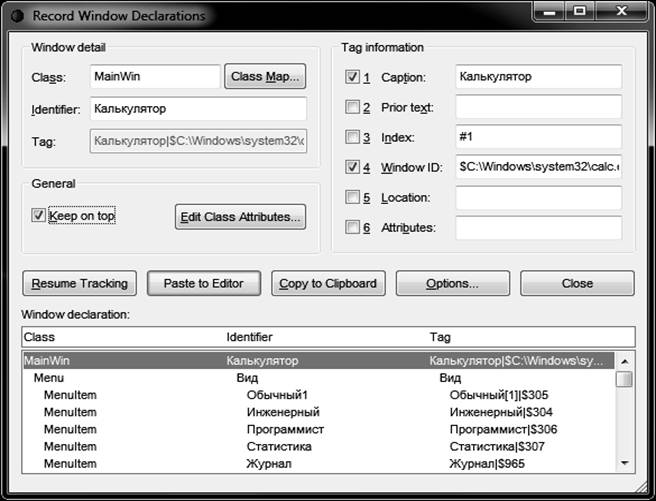 Record Window Declarations
Window detail
Class: MainWin Class Map...
Identifier: Калькулятор
Tag: Калькулятор|$C:\Windows\system32\c
General
Keep on top Edit Class Attributes...
Tag information
1 Caption: Калькулятор
2 Prior text:
3 Index: #1
4 Window ID: $C:\Windows\system32\calc.e
5 Location:
6 Attributes:
Resume Tracking Paste to Editor Copy to Clipboard Options... Close
Window declaration:
Class Identifier Tag
MainWin Калькулятор Калькулятор|$C:\Windows\sy...
Menu Вид Вид
MenuItem Обычный1 Обычный[1]|$305
MenuItem Инженерный Инженерный|$304
MenuItem Программист Программист|$306
MenuItem Статистика Статистика|$307
MenuItem Журнал Журнал|$965